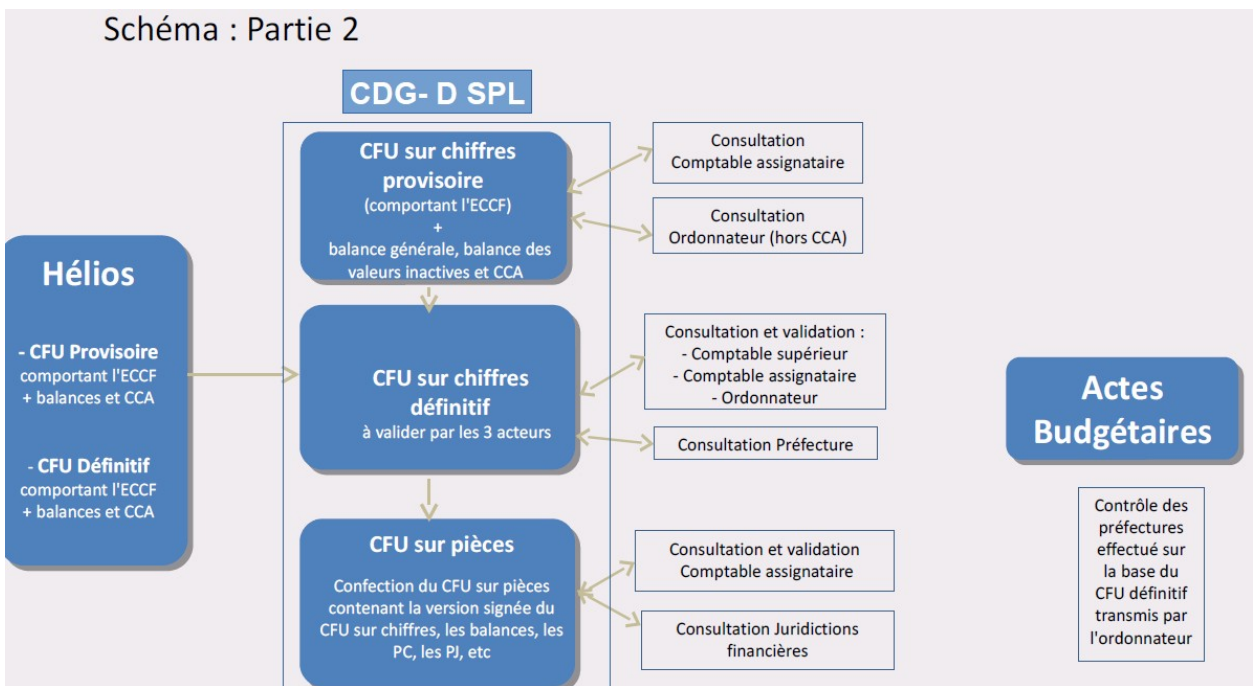 Schéma : Partie 2
CDG- D SPL
Hélios
- CFU Provisoire
comportant l'ECCF
+ balances et CCA
- CFU Définitif
comportant l'ECCF
+ balances et CCA
CFU sur chiffres
provisoire
(comportant l'ECCF)
+
balance générale, balance des
valeurs inactives et CCA
Consultation
Comptable assignataire
Consultation
Ordonnateur (hors CCA)
CFU sur chiffres
définitif
à valider par les 3 acteurs
Consultation et validation :
- Comptable supérieur
- Comptable assignataire
- Ordonnateur
Consultation Préfecture
CFU sur pièces
Confection du CFU sur pièces
contenant la version signée du
CFU sur chiffres, les balances, les
PC, les PJ, etc
Consultation et validation
Comptable assignataire
Consultation Juridictions
financières
Actes
Budgétaires
Contrôle des
préfectures
effectué sur
la base du
CFU définitif
transmis par
l'ordonnateur